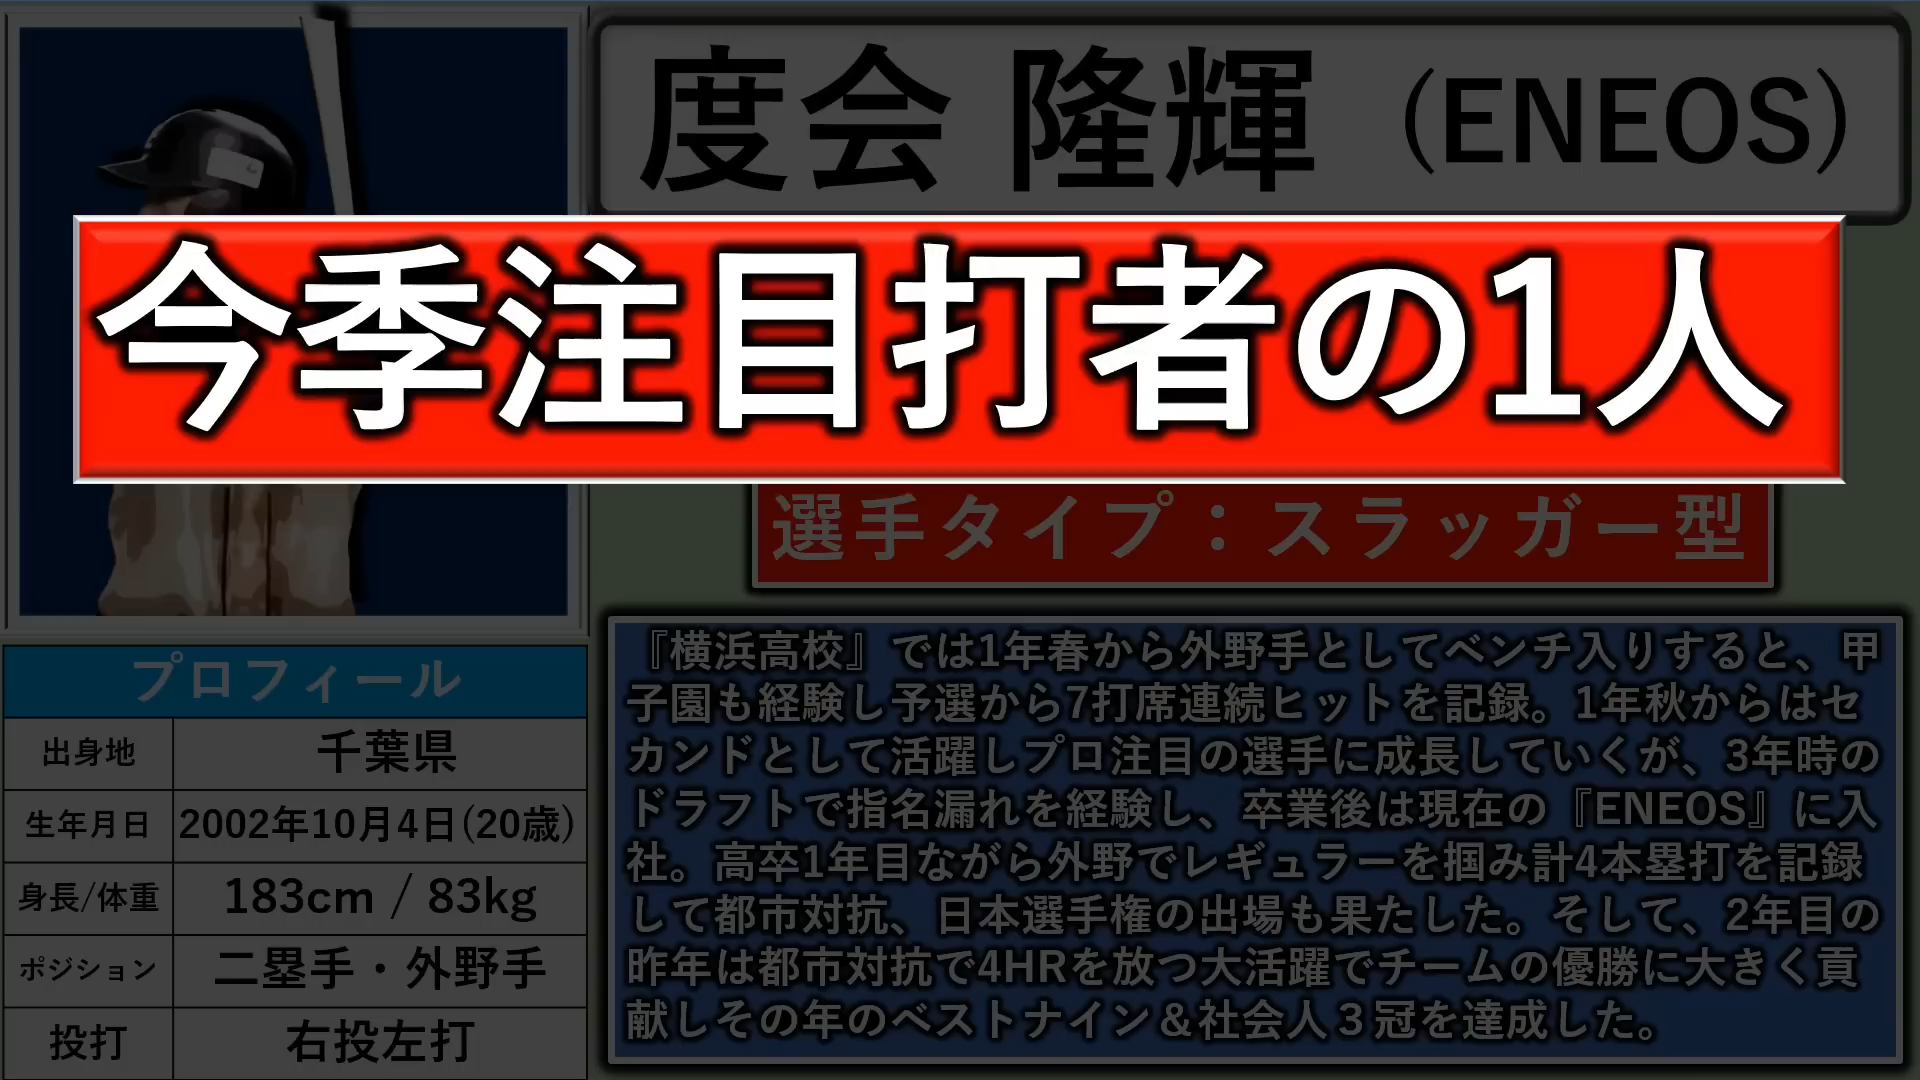 度会 隆輝 (ENEOS)
今季注目打者の1人
選手タイプ：スラッガー型
プロフィール
出身地 千葉県
生年月日 2002年10月4日(20歳)
身長/体重 183cm / 83kg
ポジション 二塁手・外野手
投打 右投左打
『横浜高校』では1年春から外野手としてベンチ入りすると、甲
子園も経験し予選から7打席連続ヒットを記録。1年秋からはセ
カンドとして活躍しプロ注目の選手に成長していくが、3年時の
ドラフトで指名漏れを経験し、卒業後は現在の『ENEOS』に入
社。高卒1年目ながら外野でレギュラーを掴み計4本塁打を記録
して都市対抗、日本選手権の出場も果たした。そして、2年目の
昨年は都市対抗で4HRを放つ大活躍でチームの優勝に大きく貢
献しその年のベストナイン＆社会人３冠を達成した。